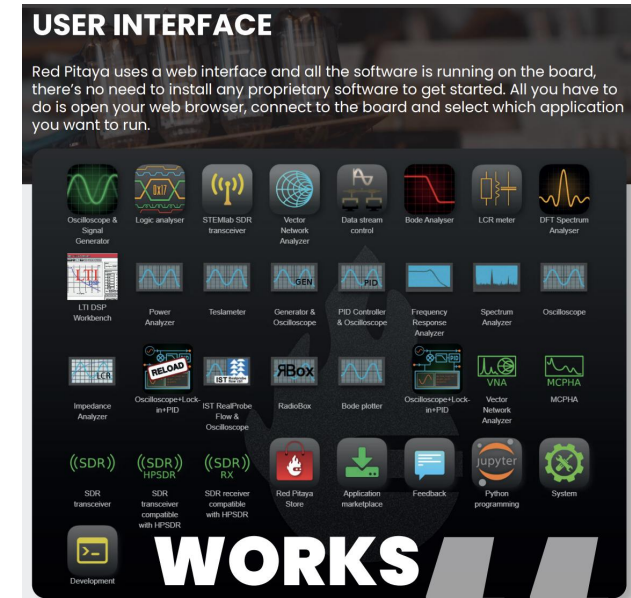 USER INTERFACE
Red Pitaya uses a web interface and all the software is running on the board,
there's no need to install any proprietary software to get started. All you have to
do is open your web browser, connect to the board and select which application
you want to run.
0x17
Oscilloscope &
Signal
Generator
Logic analyser
STEMlab SDR
transceiver
Vector
Network
Analyzer
Data stream
control
Bode Analyser
LCR meter
DFT Spectrum
Analyser
LTI
GEN
PID
LTI DSP
Workbench
Power
Analyzer
Teslameter
Generator &
Oscilloscope
PID Controller
& Oscilloscope
Frequency
Response
Analyzer
Spectrum
Analyzer
Oscilloscope
LCR
RELOAD
IST
ЯBox
VNA
MCPHA
Impedance
Analyzer
Oscilloscope+Lock-
in+PID
IST RealProbe
Flow &
Oscilloscope
RadioBox
Bode plotter
Oscilloscope+Lock-
in+PID
Vector
Network
Analyzer
MCPHA
((SDR))
((SDR))
HPSDR
((SDR))
RX
jupyter
SDR
transceiver
SDR
transceiver
compatible
with HPSDR
SDR receiver
compatible
with HPSDR
Red Pitaya
Store
Application
marketplace
Feedback
Python
programming
System
>_
Development
WORKS